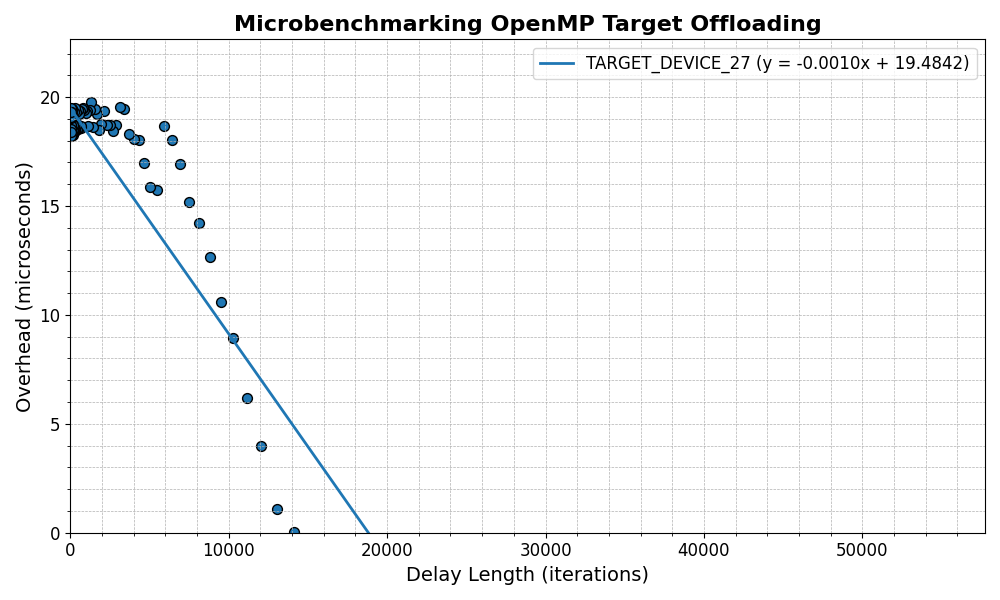 Microbenchmarking OpenMP Target Offloading
TARGET_DEVICE_27 (y = -0.0010x + 19.4842)
Overhead (microseconds)
20
15
10
5
0
0 10000 20000 30000 40000 50000
Delay Length (iterations)